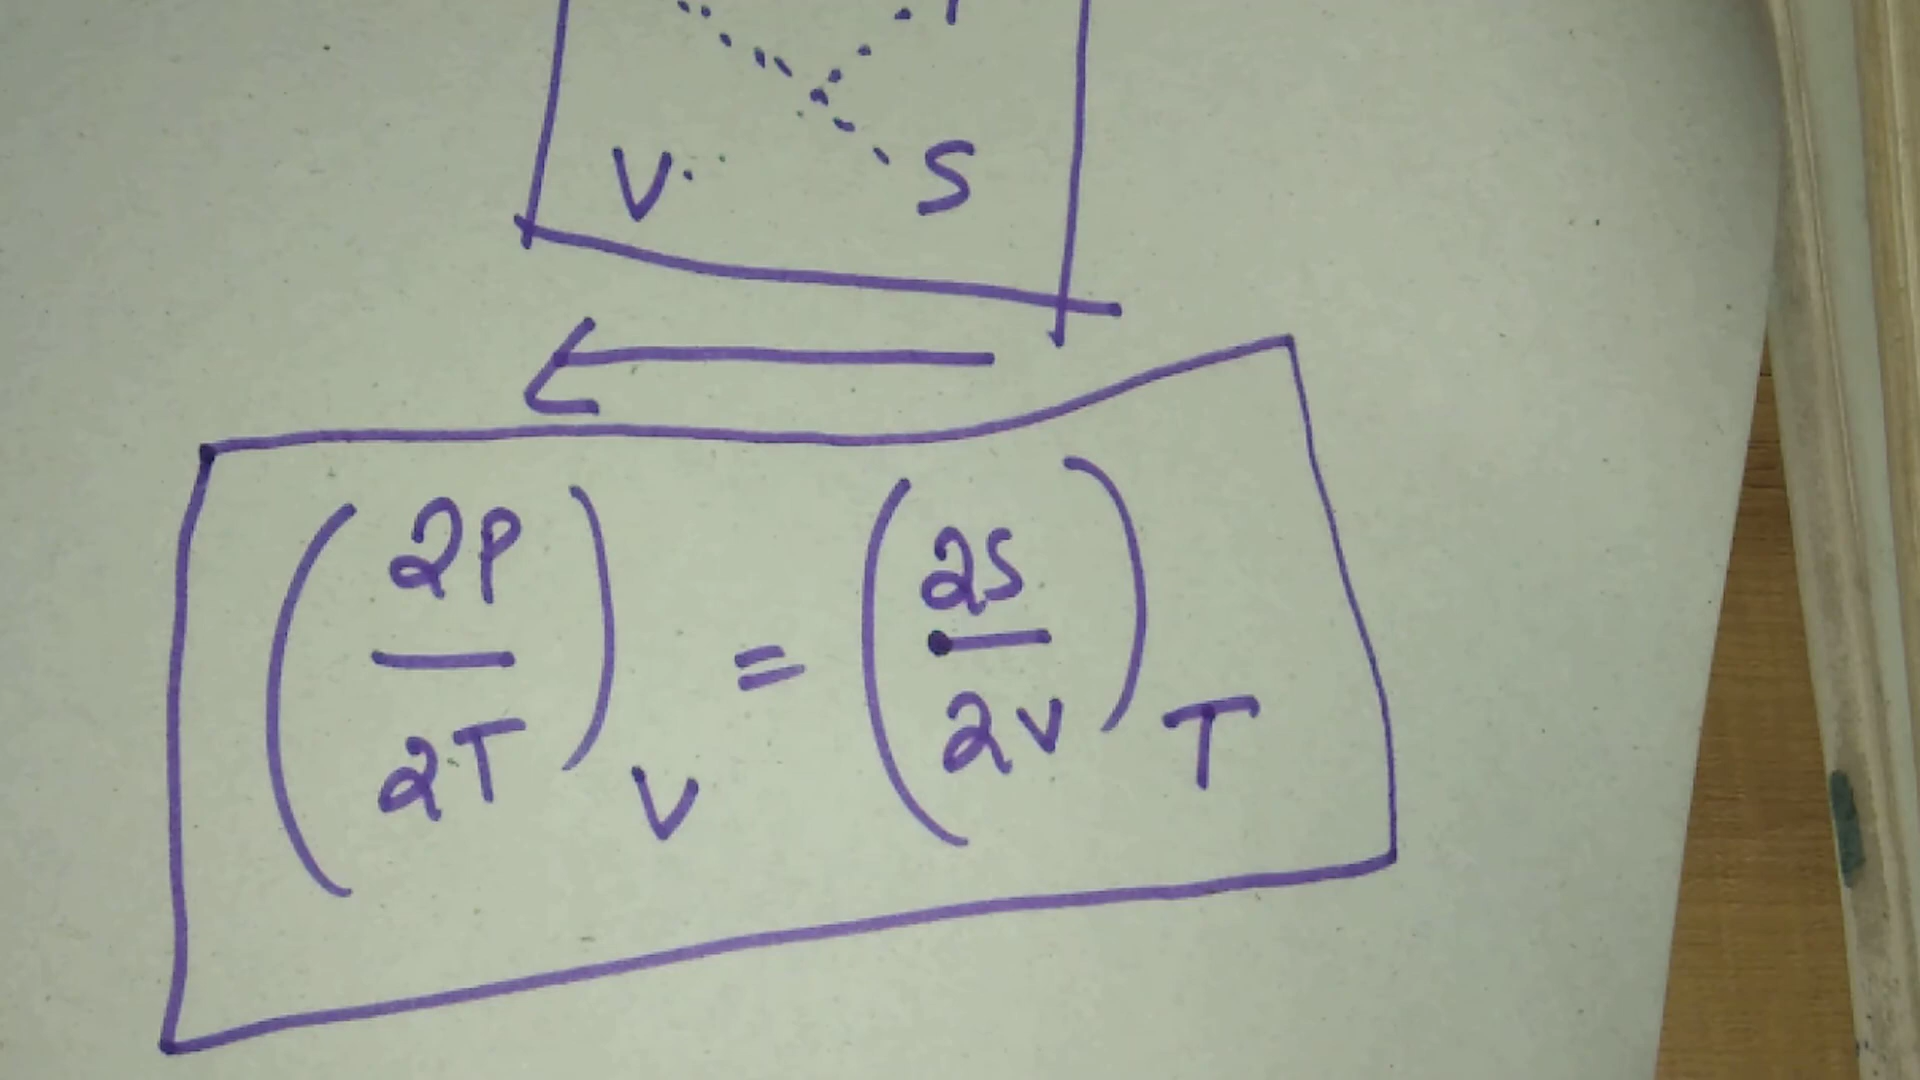 V S
(∂P/∂T)V = (∂S/∂V)T